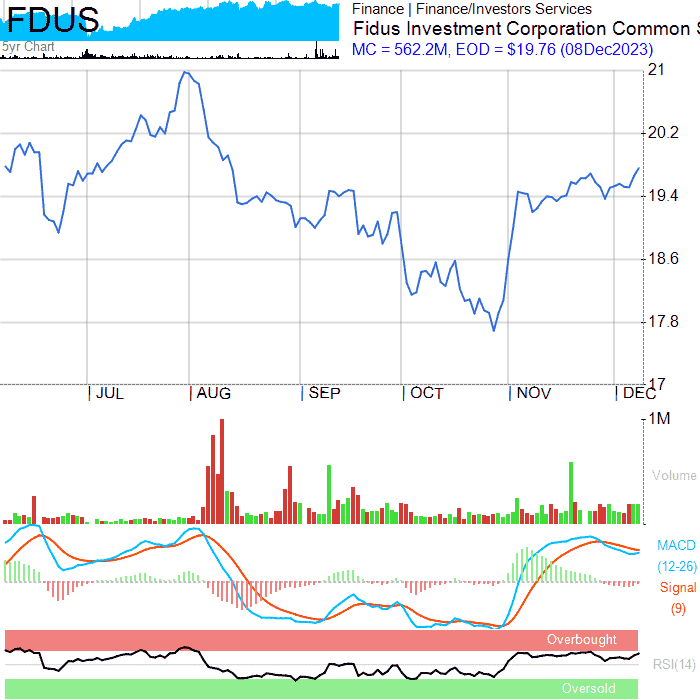 FDUS
5yr Chart
Finance | Finance/Investors Services
Fidus Investment Corporation Common S
MC = 562.2M, EOD = $19.76 (08Dec2023)
21
20.2
19.4
18.6
17.8
17
JUL AUG SEP OCT NOV DEC
1M
Volume
MACD
(12-26)
Signal
(9)
Overbought
RSI(14)
Oversold